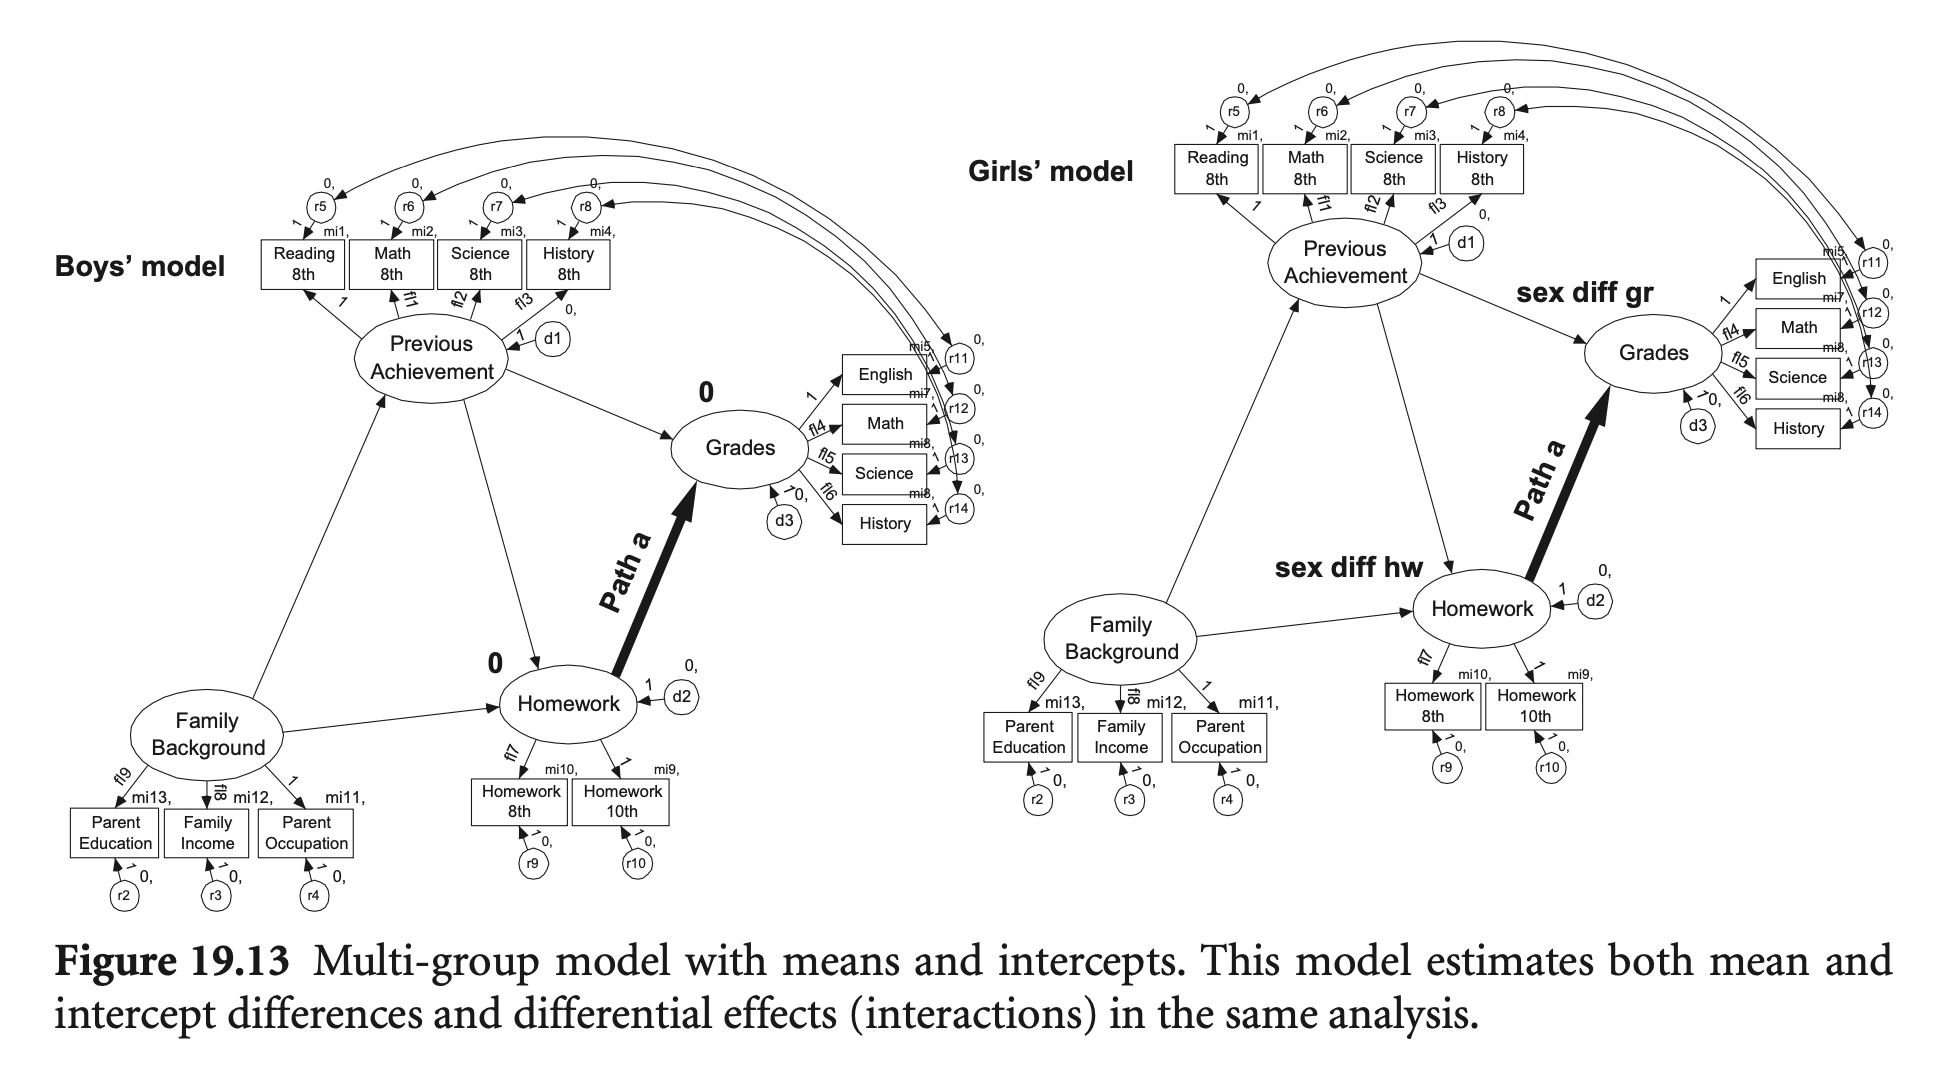 Boys' model
0,
0,
0,
0,
r5
r6
r7
r8
1
mi1,
1
mi2,
1
mi3,
1
mi4,
Reading
8th
Math
8th
Science
8th
History
8th
1
fl1
fl2
fl3
0,
1
d1
Previous
Achievement
0
Grades
1
fl4
fl5
fl6
mi5,
English
1
r11
0,
mi7,
Math
1
r12
0,
mi8,
Science
1
r13
0,
mi8,
History
1
r14
0,
1
0,
d3
Path a
0
Homework
1
0,
d2
fl7
1
mi10,
mi9,
Homework
8th
Homework
10th
1
0,
1
0,
r9
r10
Family
Background
fl9
fl8
1
mi13,
mi12,
mi11,
Parent
Education
Family
Income
Parent
Occupation
1
0,
1
0,
1
0,
r2
r3
r4
Girls' model
0,
0,
0,
0,
r5
r6
r7
r8
1
mi1,
1
mi2,
1
mi3,
1
mi4,
Reading
8th
Math
8th
Science
8th
History
8th
1
fl1
fl2
fl3
0,
1
d1
Previous
Achievement
sex diff gr
Grades
1
fl4
fl5
fl6
mi5,
English
1
r11
0,
mi7,
Math
1
r12
0,
mi8,
Science
1
r13
0,
mi8,
History
1
r14
0,
1
0,
d3
Path a
sex diff hw
Homework
1
0,
d2
fl7
1
mi10,
mi9,
Homework
8th
Homework
10th
1
0,
1
0,
r9
r10
Family
Background
fl9
fl8
1
mi13,
mi12,
mi11,
Parent
Education
Family
Income
Parent
Occupation
1
0,
1
0,
1
0,
r2
r3
r4
Figure 19.13 Multi-group model with means and intercepts. This model estimates both mean and
intercept differences and differential effects (interactions) in the same analysis.